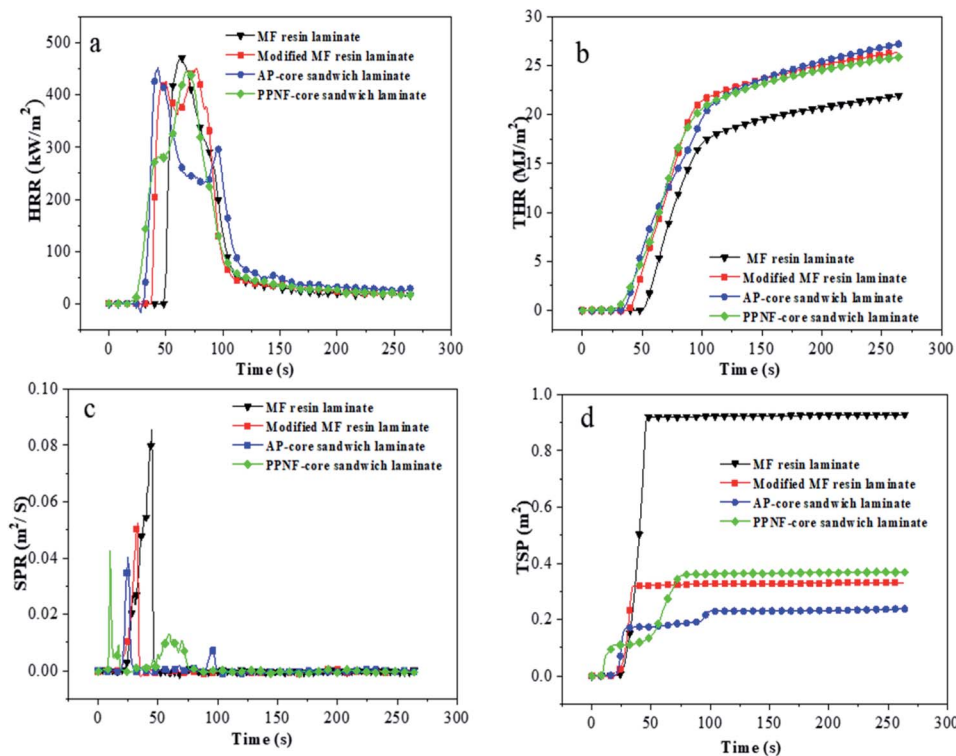 a
MF resin laminate
Modified MF resin laminate
AP-core sandwich laminate
PPNF-core sandwich laminate
HRR (kW/m²)
500
400
300
200
100
0
0 50 100 150 200 250 300
Time (s)
b
MF resin laminate
Modified MF resin laminate
AP-core sandwich laminate
PPNF-core sandwich laminate
THR (MJ/m²)
30
25
20
15
10
5
0
0 50 100 150 200 250 300
Time (s)
c
MF resin laminate
Modified MF resin laminate
AP-core sandwich laminate
PPNF-core sandwich laminate
SPR (m²/ S)
0.10
0.08
0.06
0.04
0.02
0.00
0 50 100 150 200 250 300
Time (s)
d
MF resin laminate
Modified MF resin laminate
AP-core sandwich laminate
PPNF-core sandwich laminate
TSP (m²)
1.0
0.8
0.6
0.4
0.2
0.0
0 50 100 150 200 250 300
Time (s)